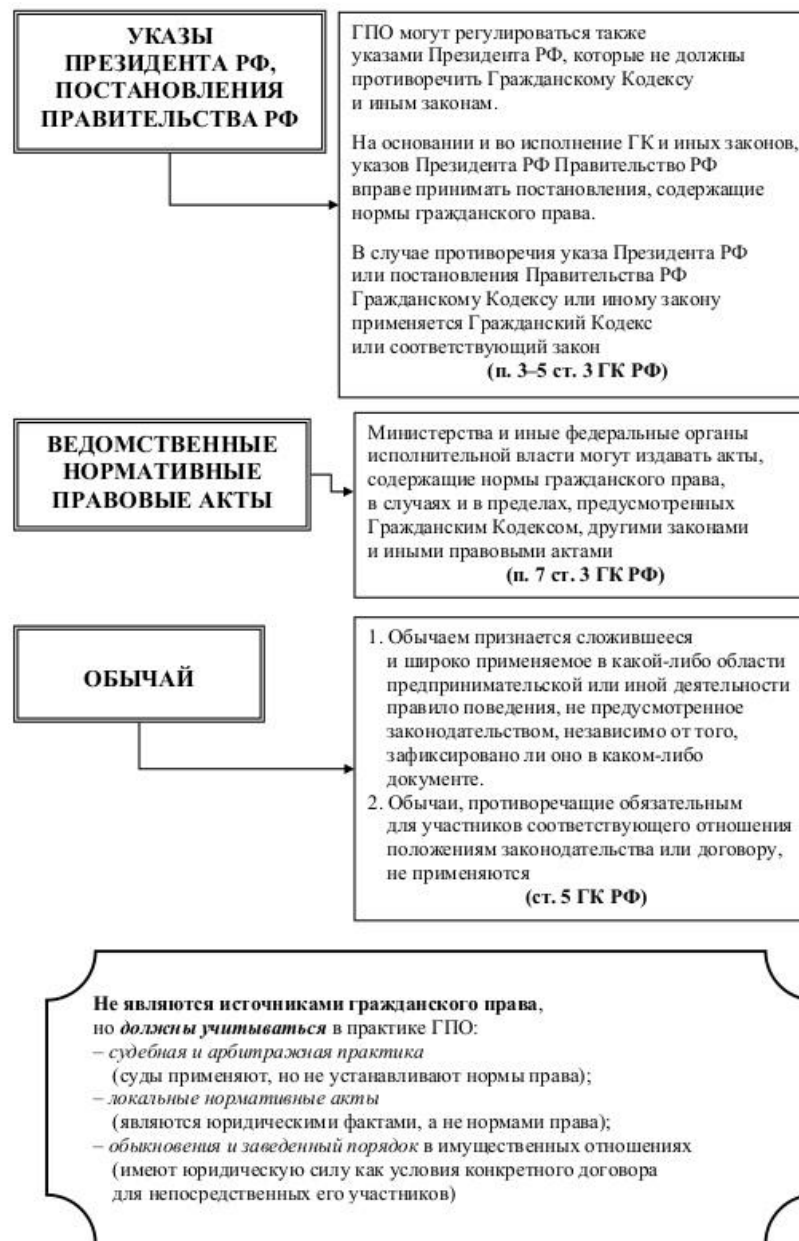 УКАЗЫ
ПРЕЗИДЕНТА РФ,
ПОСТАНОВЛЕНИЯ
ПРАВИТЕЛЬСТВА РФ
ГПО могут регулироваться также
указами Президента РФ, которые не должны
противоречить Гражданскому Кодексу
и иным законам.
На основании и во исполнение ГК и иных законов,
указов Президента РФ Правительство РФ
вправе принимать постановления, содержащие
нормы гражданского права.
В случае противоречия указа Президента РФ
или постановления Правительства РФ
Гражданскому Кодексу или иному закону
применяется Гражданский Кодекс
или соответствующий закон
(п. 3–5 ст. 3 ГК РФ)
ВЕДОМСТВЕННЫЕ
НОРМАТИВНЫЕ
ПРАВОВЫЕ АКТЫ
Министерства и иные федеральные органы
исполнительной власти могут издавать акты,
содержащие нормы гражданского права,
в случаях и в пределах, предусмотренных
Гражданским Кодексом, другими законами
и иными правовыми актами
(п. 7 ст. 3 ГК РФ)
ОБЫЧАЙ
1. Обычаем признается сложившееся
и широко применяемое в какой-либо области
предпринимательской или иной деятельности
правило поведения, не предусмотренное
законодательством, независимо от того,
зафиксировано ли оно в каком-либо
документе.
2. Обычаи, противоречащие обязательным
для участников соответствующего отношения
положениям законодательства или договору,
не применяются
(ст. 5 ГК РФ)
Не являются источниками гражданского права,
но должны учитываться в практике ГПО:
– судебная и арбитражная практика
(суды применяют, но не устанавливают нормы права);
– локальные нормативные акты
(являются юридическими фактами, а не нормами права);
– обыкновения и заведенный порядок в имущественных отношениях
(имеют юридическую силу как условия конкретного договора
для непосредственных его участников)